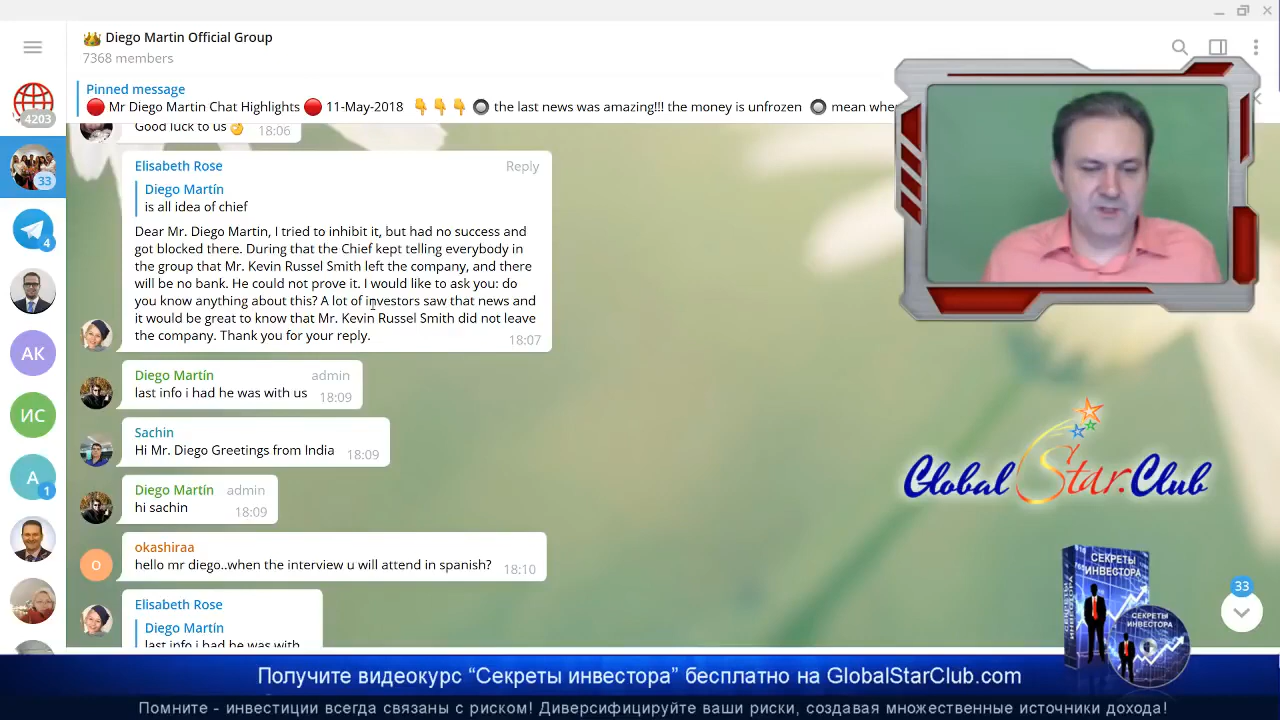 Diego Martin Official Group
7368 members
Pinned message
Mr Diego Martin Chat Highlights 🔴 11-May-2018 👇👇👇 🔘 the last news was amazing!!! the money is unfrozen 🔘 mean whe
4203
33
4
АК
ИС
А
1
Good luck to us 👌 18:06
Elisabeth Rose Reply
Diego Martín
is all idea of chief
Dear Mr. Diego Martin, I tried to inhibit it, but had no success and
got blocked there. During that the Chief kept telling everybody in
the group that Mr. Kevin Russel Smith left the company, and there
will be no bank. He could not prove it. I would like to ask you: do
you know anything about this? A lot of investors saw that news and
it would be great to know that Mr. Kevin Russel Smith did not leave
the company. Thank you for your reply. 18:07
Diego Martín admin
last info i had he was with us 18:09
Sachin
Hi Mr. Diego Greetings from India 18:09
Diego Martín admin
hi sachin 18:09
O
okashiraa
hello mr diego..when the interview u will attend in spanish? 18:10
Elisabeth Rose
Diego Martín
last info i had he was with
Global Star.Club
СЕКРЕТЫ
ИНВЕСТОРА
СЕКРЕТЫ
ИНВЕСТОРА
33
Получите видеокурс “Секреты инвестора” бесплатно на GlobalStarClub.com
Помните - инвестиции всегда связаны с риском! Диверсифицируйте ваши риски, создавая множественные источники дохода!